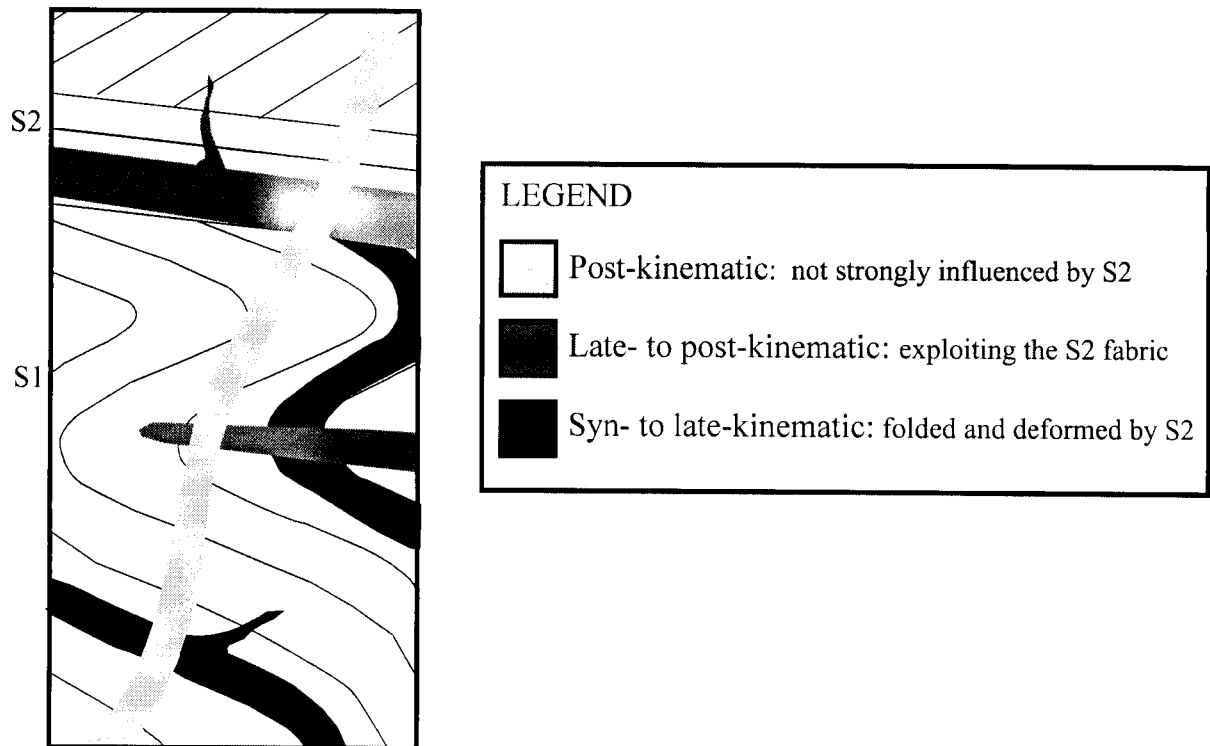 S2
S1
LEGEND
Post-kinematic: not strongly influenced by S2
Late- to post-kinematic: exploiting the S2 fabric
Syn- to late-kinematic: folded and deformed by S2